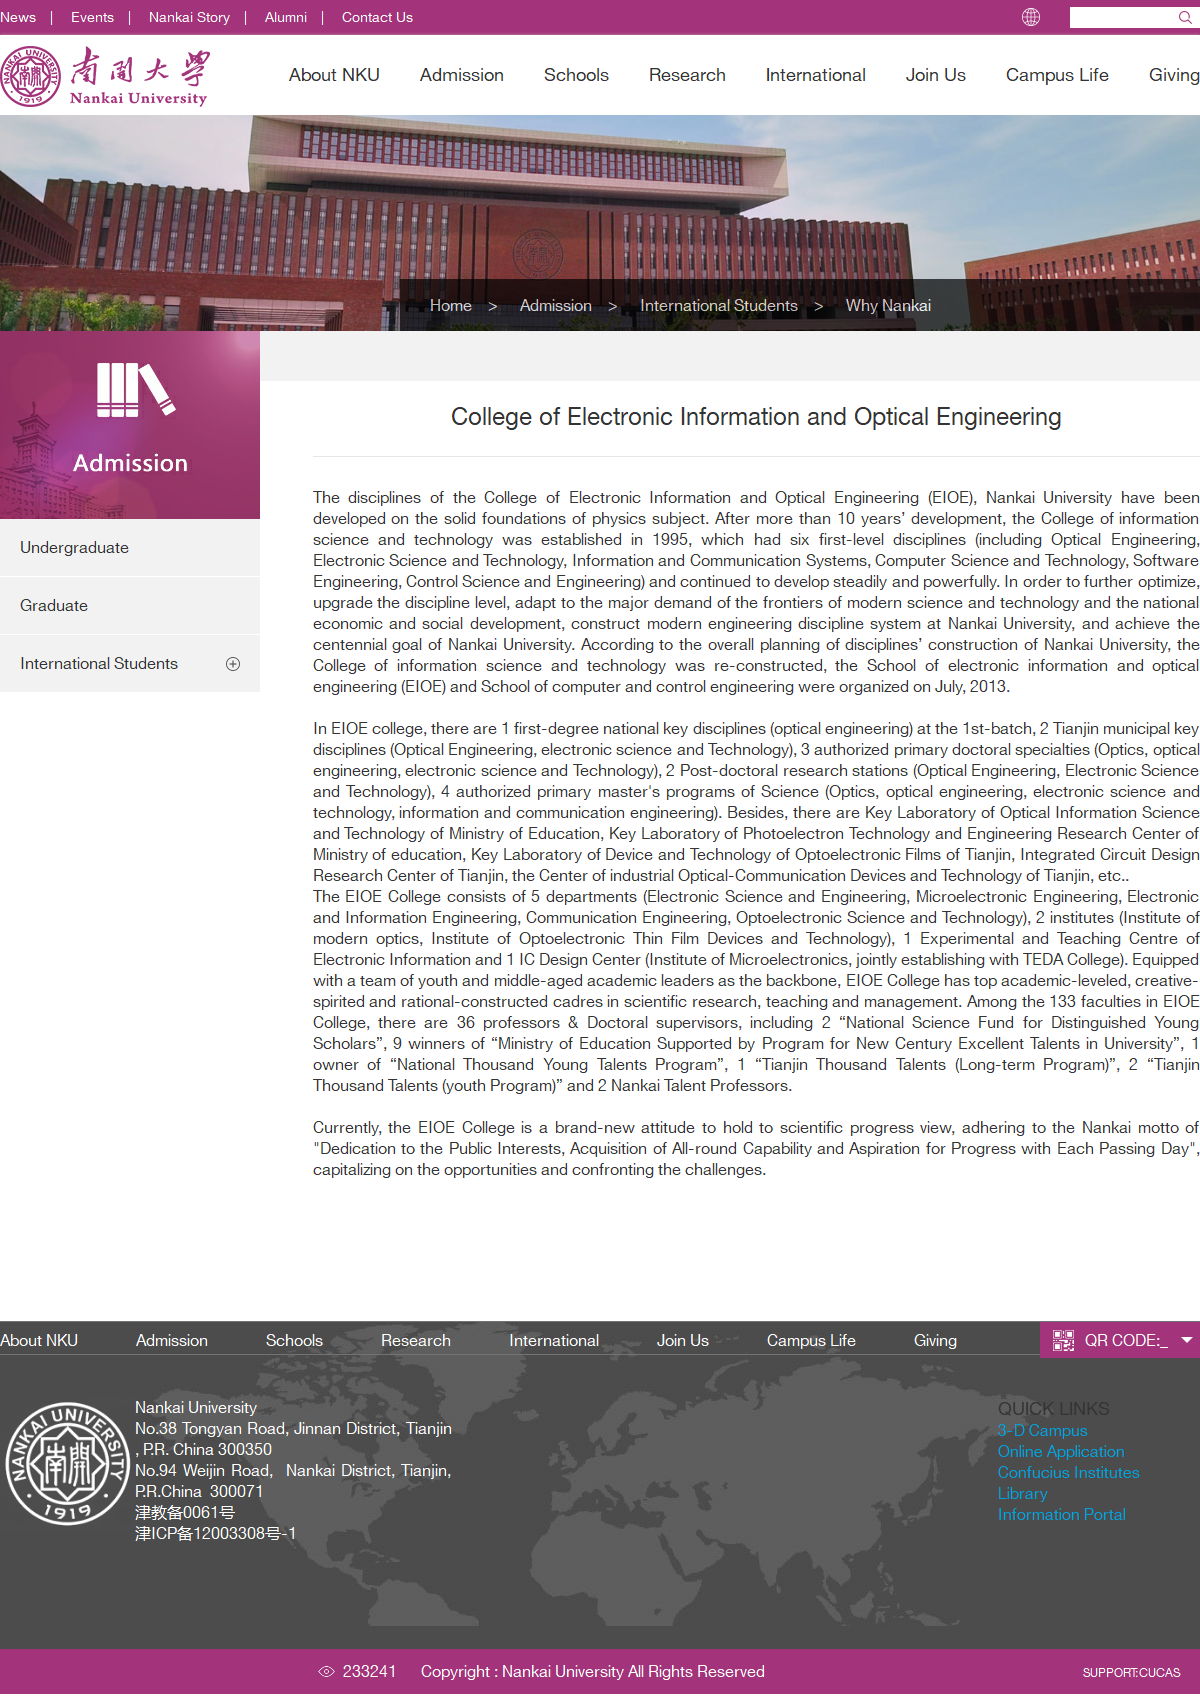 News | Events | Nankai Story | Alumni | Contact Us
NANKAI UNIVERSITY
1919
南開大學
Nankai University
About NKU Admission Schools Research International Join Us Campus Life Giving
Home > Admission > International Students > Why Nankai
Admission
Undergraduate
Graduate
International Students
College of Electronic Information and Optical Engineering
The disciplines of the College of Electronic Information and Optical Engineering (EIOE), Nankai University have been
developed on the solid foundations of physics subject. After more than 10 years’ development, the College of information
science and technology was established in 1995, which had six first-level disciplines (including Optical Engineering,
Electronic Science and Technology, Information and Communication Systems, Computer Science and Technology, Software
Engineering, Control Science and Engineering) and continued to develop steadily and powerfully. In order to further optimize,
upgrade the discipline level, adapt to the major demand of the frontiers of modern science and technology and the national
economic and social development, construct modern engineering discipline system at Nankai University, and achieve the
centennial goal of Nankai University. According to the overall planning of disciplines’ construction of Nankai University, the
College of information science and technology was re-constructed, the School of electronic information and optical
engineering (EIOE) and School of computer and control engineering were organized on July, 2013.
In EIOE college, there are 1 first-degree national key disciplines (optical engineering) at the 1st-batch, 2 Tianjin municipal key
disciplines (Optical Engineering, electronic science and Technology), 3 authorized primary doctoral specialties (Optics, optical
engineering, electronic science and Technology), 2 Post-doctoral research stations (Optical Engineering, Electronic Science
and Technology), 4 authorized primary master's programs of Science (Optics, optical engineering, electronic science and
technology, information and communication engineering). Besides, there are Key Laboratory of Optical Information Science
and Technology of Ministry of Education, Key Laboratory of Photoelectron Technology and Engineering Research Center of
Ministry of education, Key Laboratory of Device and Technology of Optoelectronic Films of Tianjin, Integrated Circuit Design
Research Center of Tianjin, the Center of industrial Optical-Communication Devices and Technology of Tianjin, etc..
The EIOE College consists of 5 departments (Electronic Science and Engineering, Microelectronic Engineering, Electronic
and Information Engineering, Communication Engineering, Optoelectronic Science and Technology), 2 institutes (Institute of
modern optics, Institute of Optoelectronic Thin Film Devices and Technology), 1 Experimental and Teaching Centre of
Electronic Information and 1 IC Design Center (Institute of Microelectronics, jointly establishing with TEDA College). Equipped
with a team of youth and middle-aged academic leaders as the backbone, EIOE College has top academic-leveled, creative-
spirited and rational-constructed cadres in scientific research, teaching and management. Among the 133 faculties in EIOE
College, there are 36 professors & Doctoral supervisors, including 2 “National Science Fund for Distinguished Young
Scholars”, 9 winners of “Ministry of Education Supported by Program for New Century Excellent Talents in University”, 1
owner of “National Thousand Young Talents Program”, 1 “Tianjin Thousand Talents (Long-term Program)”, 2 “Tianjin
Thousand Talents (youth Program)” and 2 Nankai Talent Professors.
Currently, the EIOE College is a brand-new attitude to hold to scientific progress view, adhering to the Nankai motto of
"Dedication to the Public Interests, Acquisition of All-round Capability and Aspiration for Progress with Each Passing Day",
capitalizing on the opportunities and confronting the challenges.
About NKU Admission Schools Research International Join Us Campus Life Giving QR CODE:_
NANKAI UNIVERSITY
南開
1919
Nankai University
No.38 Tongyan Road, Jinnan District, Tianjin
, P.R. China 300350
No.94 Weijin Road, Nankai District, Tianjin,
P.R.China 300071
津教备0061号
津ICP备12003308号-1
QUICK LINKS
3-D Campus
Online Application
Confucius Institutes
Library
Information Portal
233241 Copyright : Nankai University All Rights Reserved
SUPPORT:CUCAS